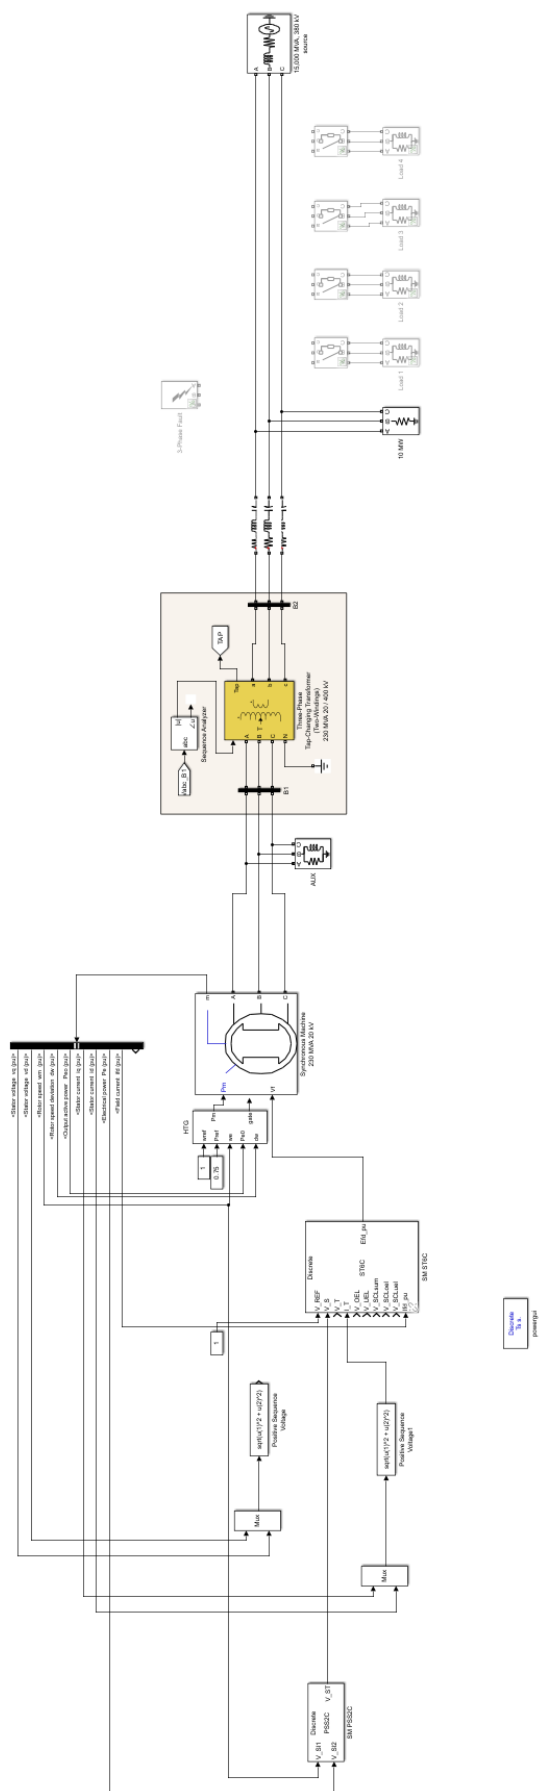 A
B
C
15,000 MVA, 380 kV
source
Load 4
Load 3
Load 2
Load 1
3-Phase Fault
A
B
C
10 MW
B2
TAP
Tap
a
b
c
A
B
C
N
Three-Phase
Tap-Changing Transformer
(Two-Windings)
230 MVA 20 / 400 kV
abc
Sequence Analyzer
Vabc_B1
B1
A
B
C
AUX
m
A
B
C
Pm
Vf
Synchronous Machine
230 MVA 20 kV
<Stator voltage vq (pu)>
<Stator voltage vd (pu)>
<Rotor speed wm (pu)>
<Rotor speed deviation dw (pu)>
<Output active power Peo (pu)>
<Stator current iq (pu)>
<Stator current id (pu)>
<Electrical power Pe (pu)>
<Field current ifd (pu)>
HTG
wref
Pref
we
Pe0
dw
Pm
gate
1
0.75
Discrete
ST6C
Efd_pu
V_REF
V_S
V_T
I_T
V_OEL
V_UEL
V_SCLsum
V_SCLoel
V_SCLuel
Ifd_pu
SM ST6C
1
sqrt(u(1)^2 + u(2)^2)
Positive Sequence
Voltage
sqrt(u(1)^2 + u(2)^2)
Positive Sequence
Voltage1
Mux
Mux
Discrete
PSS2C
V_SI1
V_SI2
V_ST
SM PSS2C
Discrete
powergui